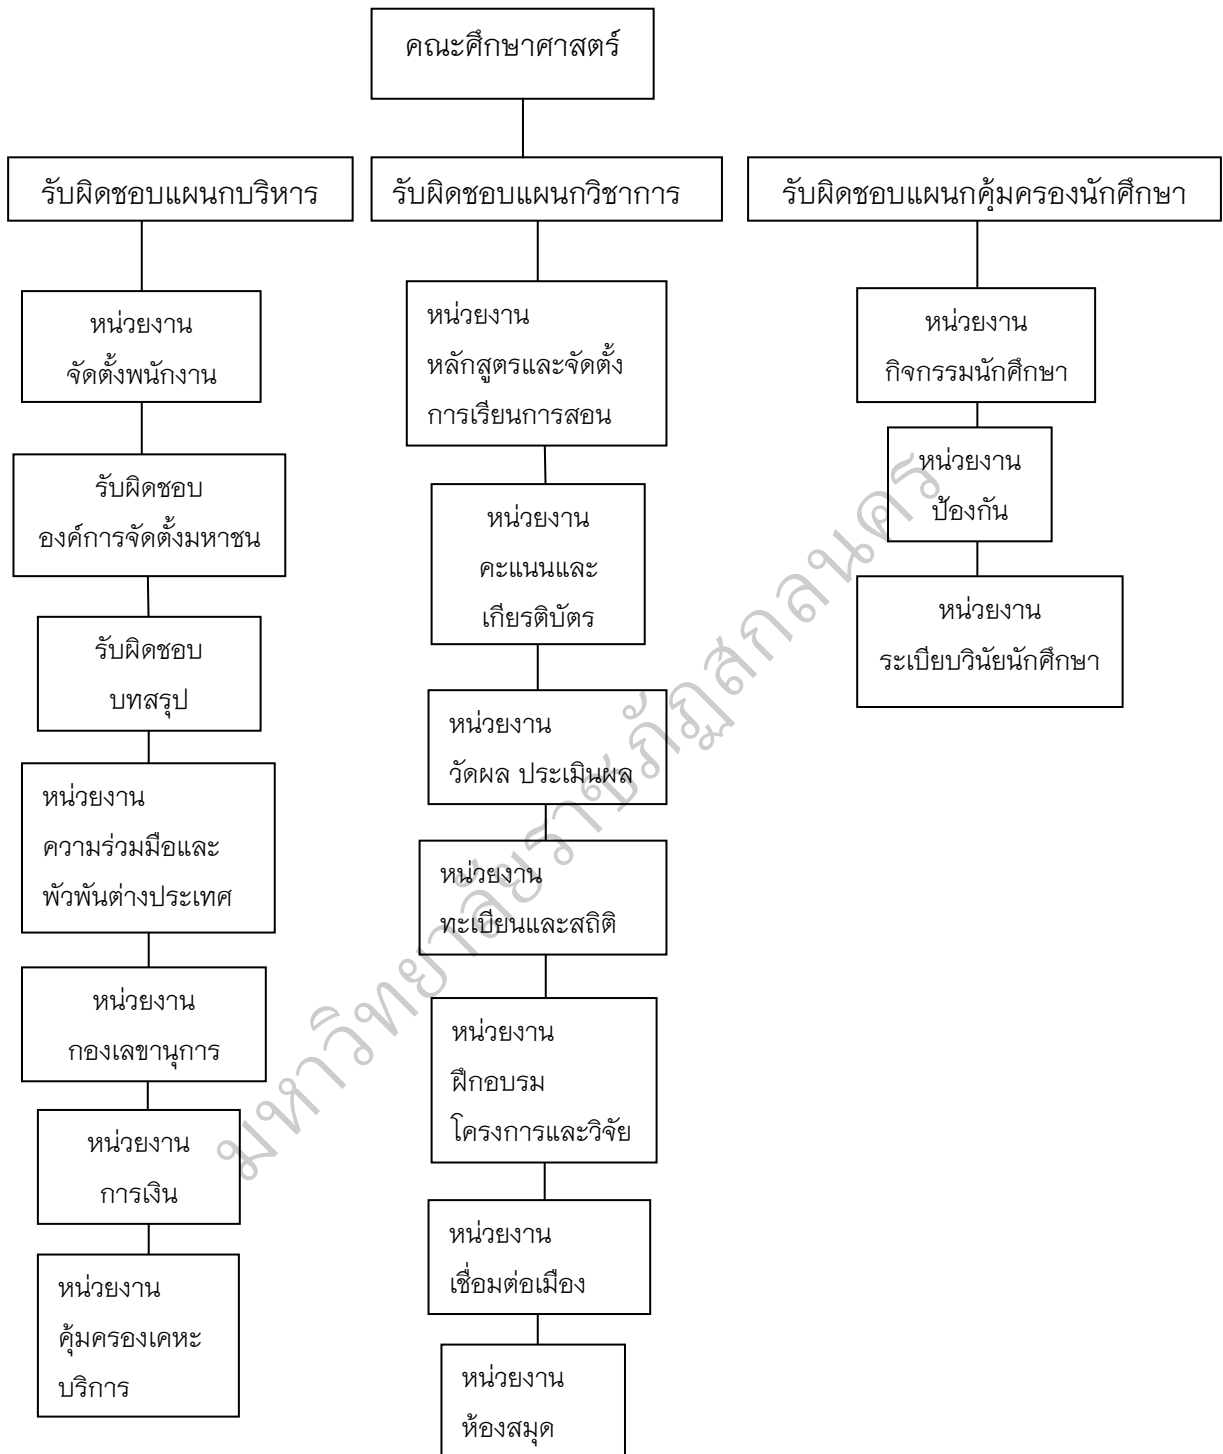 คณะศึกษาศาสตร์
รับผิดชอบแผนกบริหาร
รับผิดชอบแผนกวิชาการ
รับผิดชอบแผนกคุ้มครองนักศึกษา
หน่วยงาน
จัดตั้งพนักงาน
รับผิดชอบ
องค์การจัดตั้งมหาชน
รับผิดชอบ
บทสรุป
หน่วยงาน
ความร่วมมือและ
พัวพันต่างประเทศ
หน่วยงาน
กองเลขานุการ
หน่วยงาน
การเงิน
หน่วยงาน
คุ้มครองเคหะ
บริการ
หน่วยงาน
หลักสูตรและจัดตั้ง
การเรียนการสอน
หน่วยงาน
คะแนนและ
เกียรติบัตร
หน่วยงาน
วัดผล ประเมินผล
หน่วยงาน
ทะเบียนและสถิติ
หน่วยงาน
ฝึกอบรม
โครงการและวิจัย
หน่วยงาน
เชื่อมต่อเมือง
หน่วยงาน
ห้องสมุด
หน่วยงาน
กิจกรรมนักศึกษา
หน่วยงาน
ป้องกัน
หน่วยงาน
ระเบียบวินัยนักศึกษา
มหาวิทยาลัยราชภัฏสกลนคร